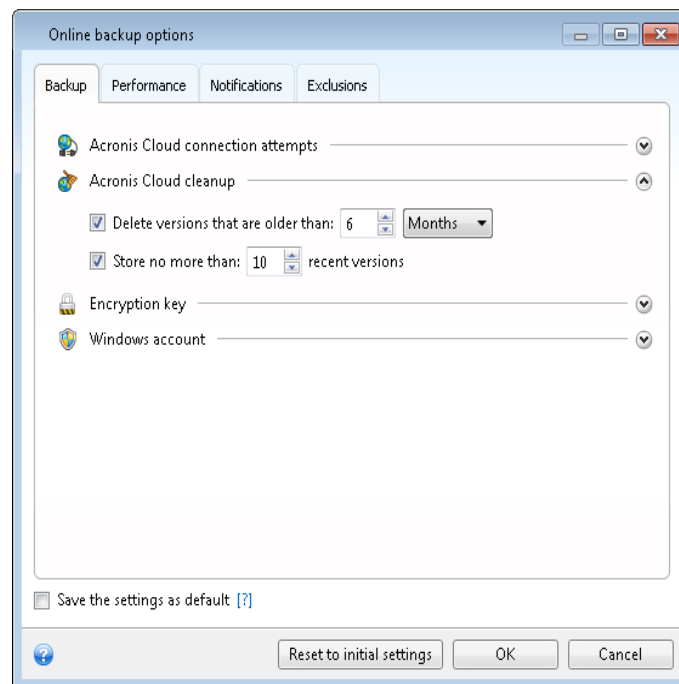 Online backup options
Backup Performance Notifications Exclusions
Acronis Cloud connection attempts
Acronis Cloud cleanup
Delete versions that are older than: 6 Months
Store no more than: 10 recent versions
Encryption key
Windows account
Save the settings as default [?]
Reset to initial settings OK Cancel